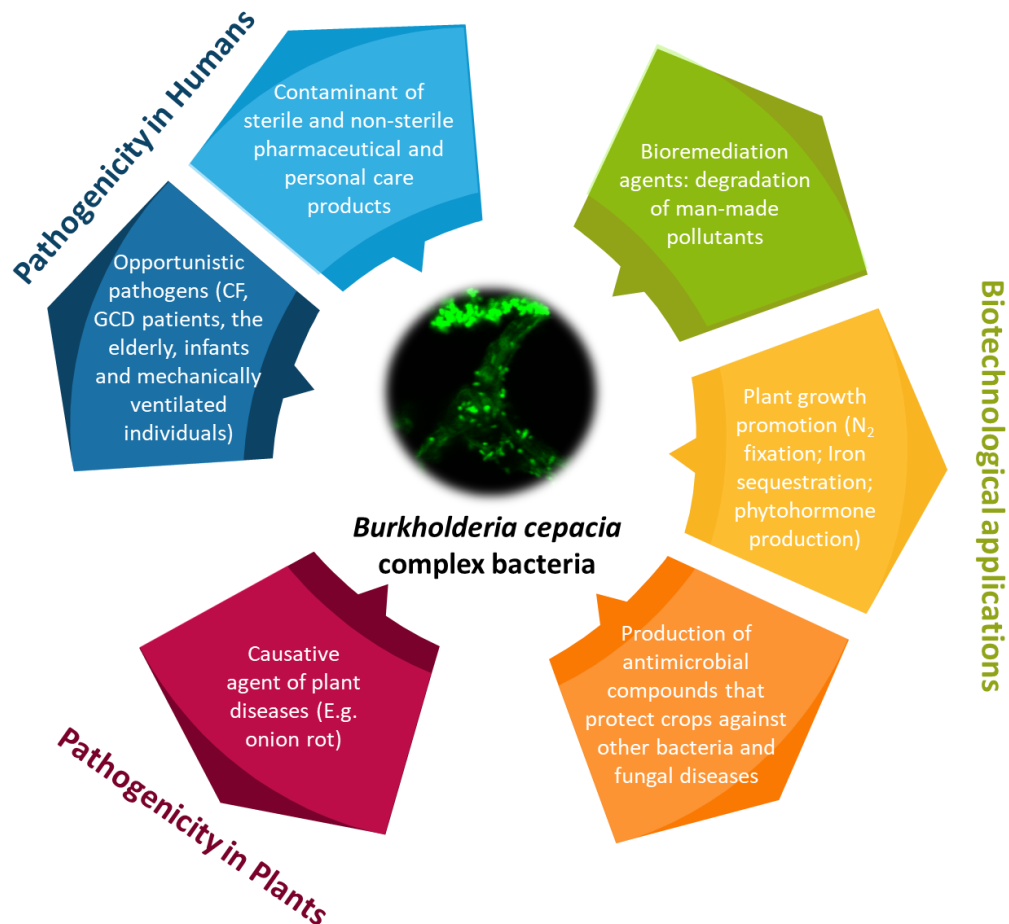 Pathogenicity in Humans
Contaminant of
sterile and non-sterile
pharmaceutical and
personal care
products
Opportunistic
pathogens (CF,
GCD patients, the
elderly, infants
and mechanically
ventilated
individuals)
Bioremediation
agents: degradation
of man-made
pollutants
Plant growth
promotion (N₂
fixation; Iron
sequestration;
phytohormone
production)
Biotechnological applications
Burkholderia cepacia
complex bacteria
Production of
antimicrobial
compounds that
protect crops against
other bacteria and
fungal diseases
Causative
agent of plant
diseases (E.g.
onion rot)
Pathogenicity in Plants